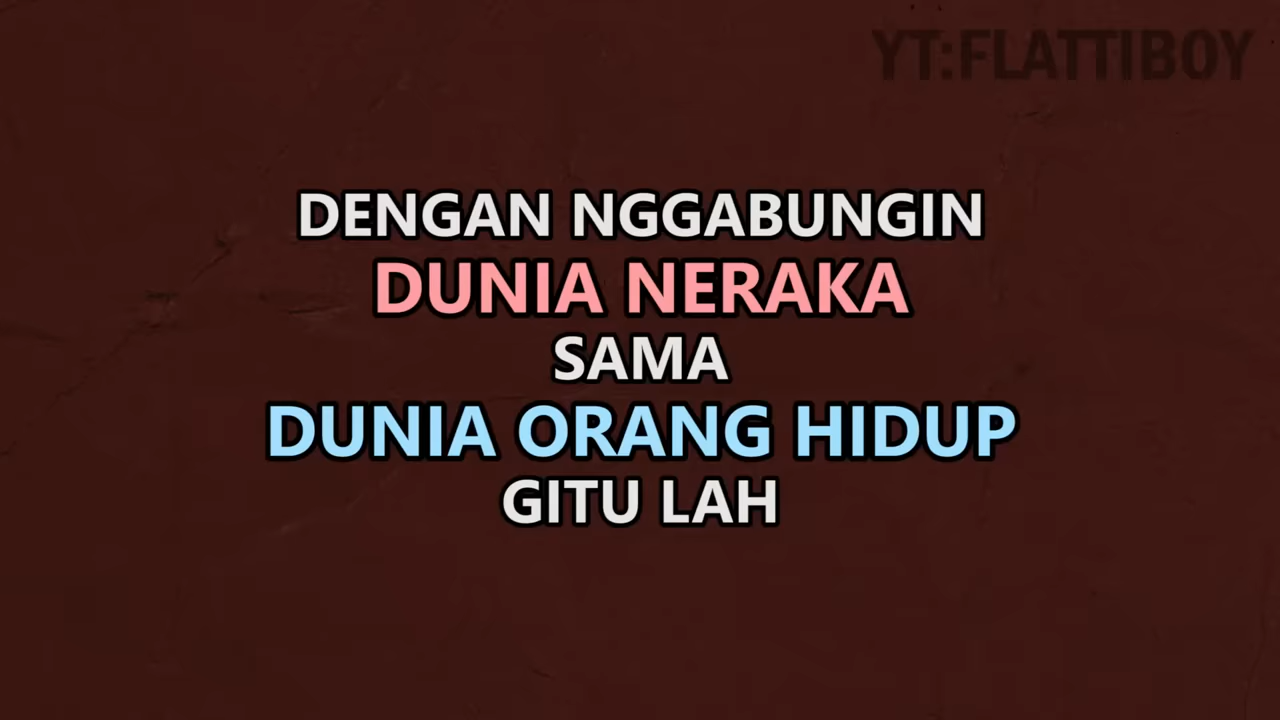 YT:FLATTIBOY
DENGAN NGGABUNGIN
DUNIA NERAKA
SAMA
DUNIA ORANG HIDUP
GITU LAH